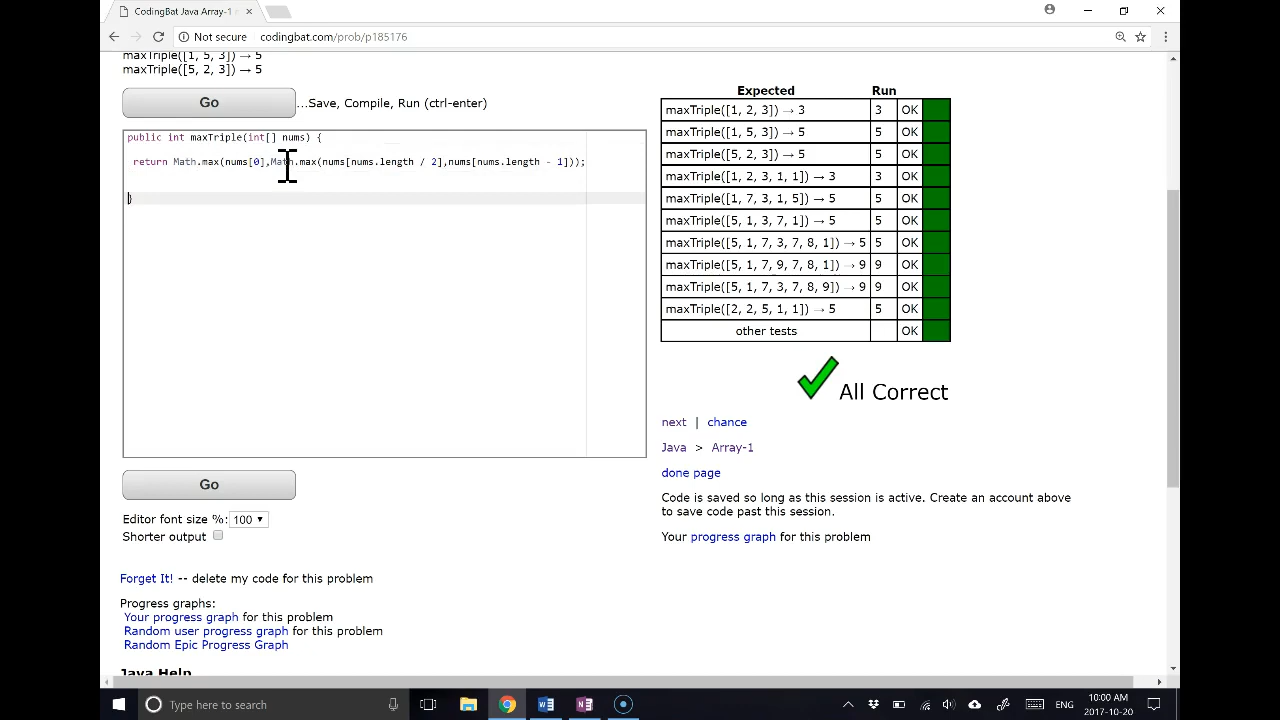 CodingBat Java Array-1
Not secure codingbat.com/prob/p185176
maxTriple([1, 5, 3]) → 5
maxTriple([5, 2, 3]) → 5
Go ...Save, Compile, Run (ctrl-enter)
public int maxTriple(int[] nums) {
return Math.max(nums[0],Math.max(nums[nums.length / 2],nums[nums.length - 1]));
}
Go
Editor font size %: 100
Shorter output
Forget It! -- delete my code for this problem
Progress graphs:
Your progress graph for this problem
Random user progress graph for this problem
Random Epic Progress Graph
Java Help
Expected Run
maxTriple([1, 2, 3]) → 3 3 OK
maxTriple([1, 5, 3]) → 5 5 OK
maxTriple([5, 2, 3]) → 5 5 OK
maxTriple([1, 2, 3, 1, 1]) → 3 3 OK
maxTriple([1, 7, 3, 1, 5]) → 5 5 OK
maxTriple([5, 1, 3, 7, 1]) → 5 5 OK
maxTriple([5, 1, 7, 3, 7, 8, 1]) → 5 5 OK
maxTriple([5, 1, 7, 9, 7, 8, 1]) → 9 9 OK
maxTriple([5, 1, 7, 3, 7, 8, 9]) → 9 9 OK
maxTriple([2, 2, 5, 1, 1]) → 5 5 OK
other tests OK
All Correct
next | chance
Java > Array-1
done page
Code is saved so long as this session is active. Create an account above
to save code past this session.
Your progress graph for this problem
Type here to search
ENG
10:00 AM
2017-10-20